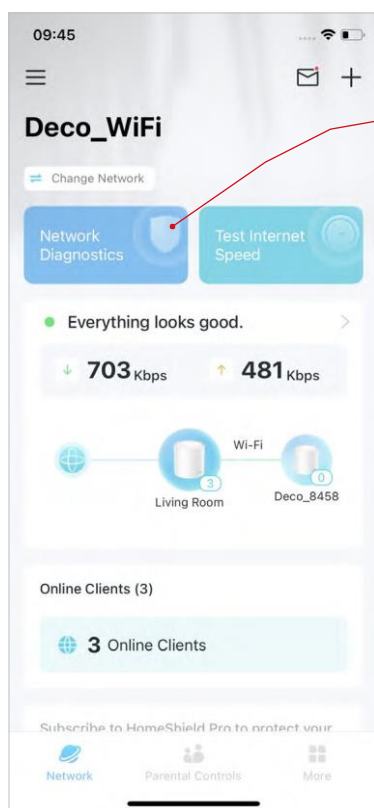 09:45
Deco_WiFi
Change Network
Network
Diagnostics
Test Internet
Speed
Everything looks good.
703 Kbps
481 Kbps
Wi-Fi
3
0
Living Room
Deco_8458
Online Clients (3)
3 Online Clients
Subscribe to HomeShield Pro to protect your
Network
Parental Controls
More